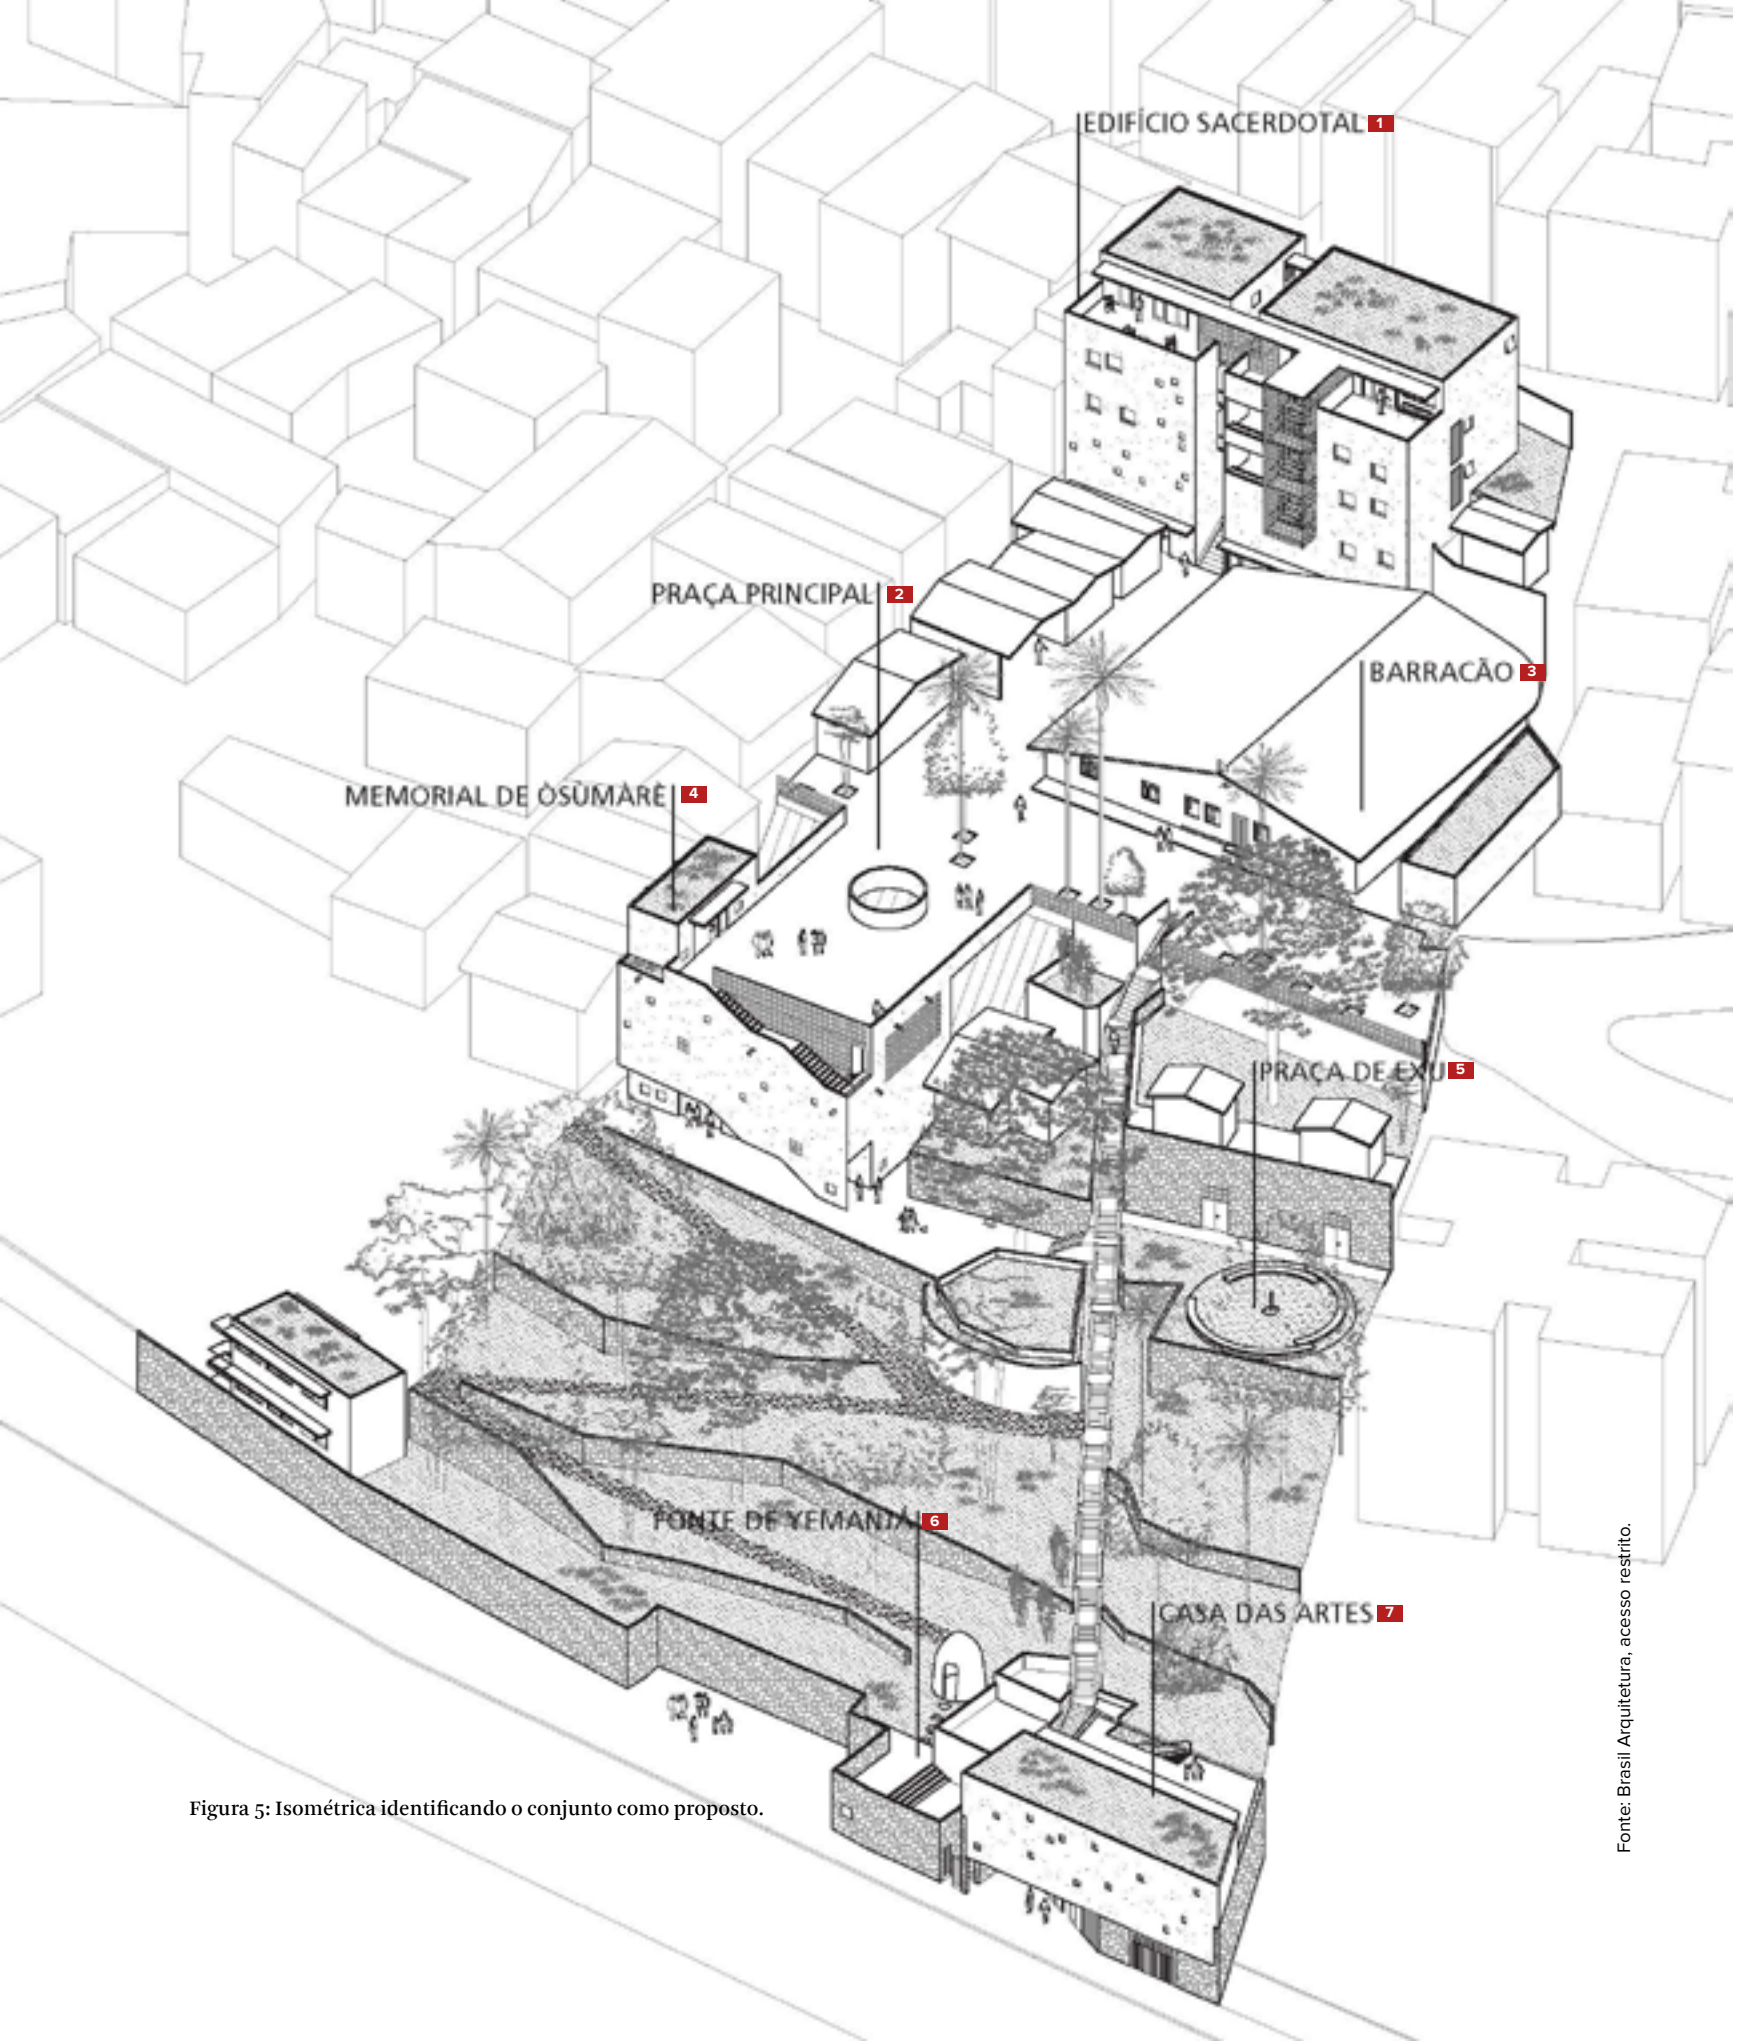 EDIFÍCIO SACERDOTAL 1
PRAÇA PRINCIPAL 2
BARRACÃO 3
MEMORIAL DE ÒSÙMÀRÈ 4
PRAÇA DE EXU 5
FONTE DE YEMANJÁ 6
CASA DAS ARTES 7
Figura 5: Isométrica identificando o conjunto como proposto.
Fonte: Brasil Arquitetura, acesso restrito.